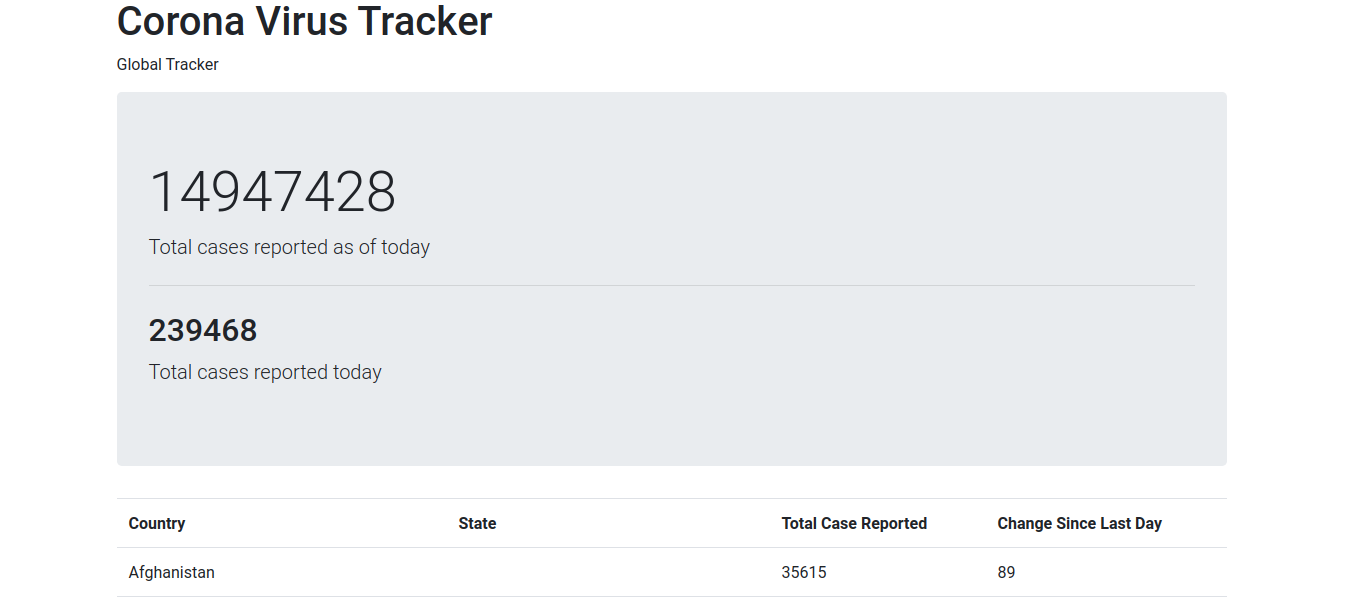 Corona Virus Tracker
Global Tracker
14947428
Total cases reported as of today
239468
Total cases reported today
Country State Total Case Reported Change Since Last Day
Afghanistan 35615 89